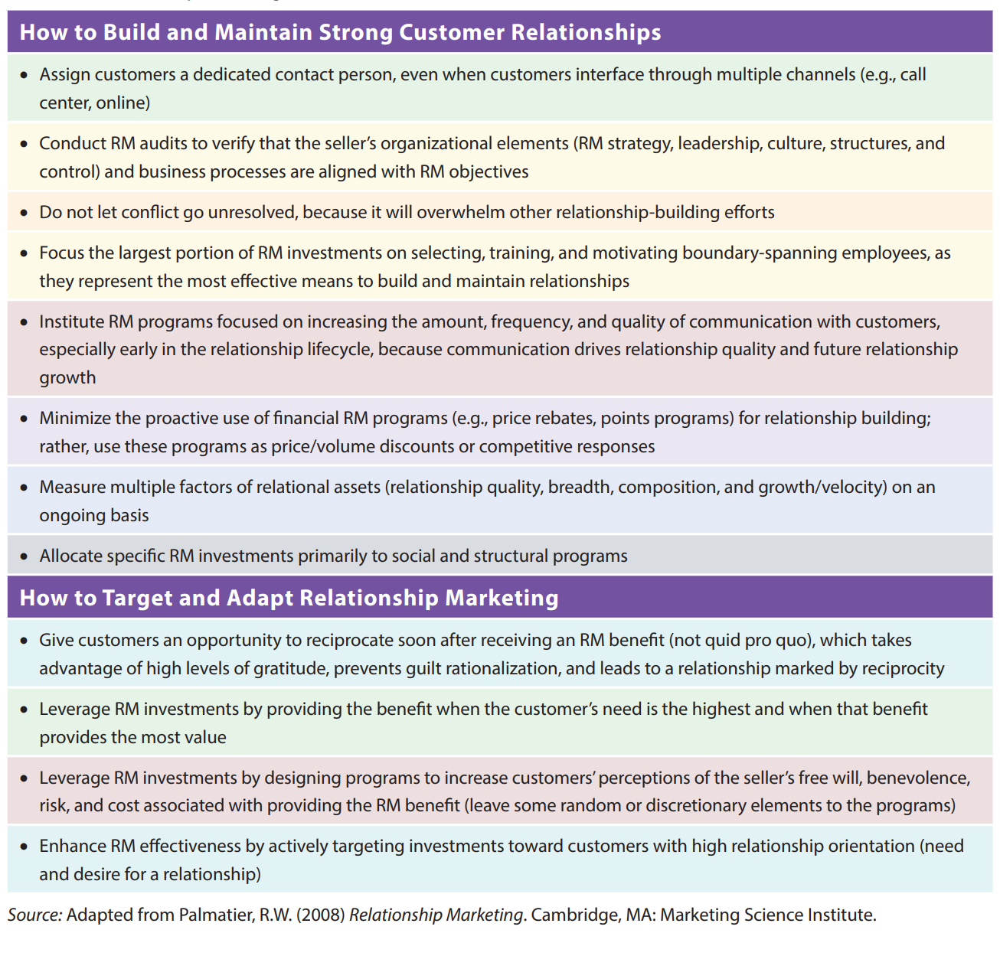 How to Build and Maintain Strong Customer Relationships
• Assign customers a dedicated contact person, even when customers interface through multiple channels (e.g., call
center, online)
• Conduct RM audits to verify that the seller's organizational elements (RM strategy, leadership, culture, structures, and
control) and business processes are aligned with RM objectives
• Do not let conflict go unresolved, because it will overwhelm other relationship-building efforts
• Focus the largest portion of RM investments on selecting, training, and motivating boundary-spanning employees, as
they represent the most effective means to build and maintain relationships
• Institute RM programs focused on increasing the amount, frequency, and quality of communication with customers,
especially early in the relationship lifecycle, because communication drives relationship quality and future relationship
growth
• Minimize the proactive use of financial RM programs (e.g., price rebates, points programs) for relationship building;
rather, use these programs as price/volume discounts or competitive responses
• Measure multiple factors of relational assets (relationship quality, breadth, composition, and growth/velocity) on an
ongoing basis
• Allocate specific RM investments primarily to social and structural programs
How to Target and Adapt Relationship Marketing
• Give customers an opportunity to reciprocate soon after receiving an RM benefit (not quid pro quo), which takes
advantage of high levels of gratitude, prevents guilt rationalization, and leads to a relationship marked by reciprocity
• Leverage RM investments by providing the benefit when the customer's need is the highest and when that benefit
provides the most value
• Leverage RM investments by designing programs to increase customers' perceptions of the seller's free will, benevolence,
risk, and cost associated with providing the RM benefit (leave some random or discretionary elements to the programs)
• Enhance RM effectiveness by actively targeting investments toward customers with high relationship orientation (need
and desire for a relationship)
Source: Adapted from Palmatier, R.W. (2008) Relationship Marketing. Cambridge, MA: Marketing Science Institute.